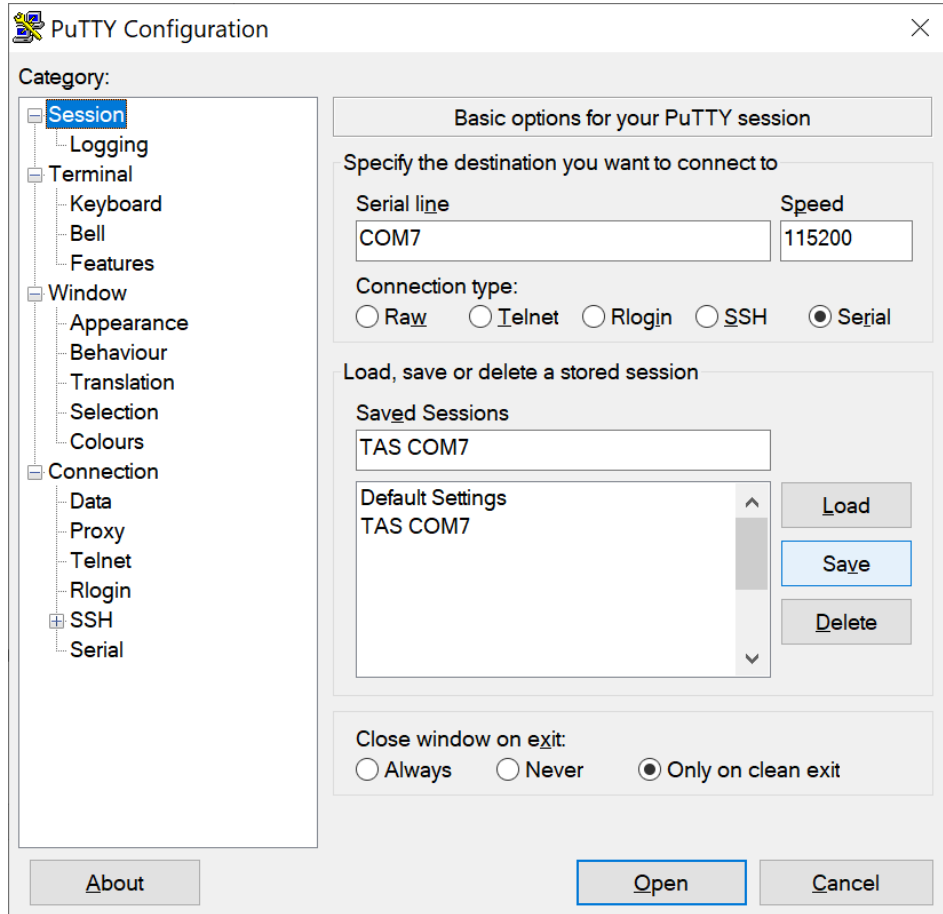 PuTTY Configuration
Category:
Session
Logging
Terminal
Keyboard
Bell
Features
Window
Appearance
Behaviour
Translation
Selection
Colours
Connection
Data
Proxy
Telnet
Rlogin
SSH
Serial
Basic options for your PuTTY session
Specify the destination you want to connect to
Serial line Speed
COM7 115200
Connection type:
Raw Telnet Rlogin SSH Serial
Load, save or delete a stored session
Saved Sessions
TAS COM7
Default Settings
TAS COM7
Load
Save
Delete
Close window on exit:
Always Never Only on clean exit
About Open Cancel